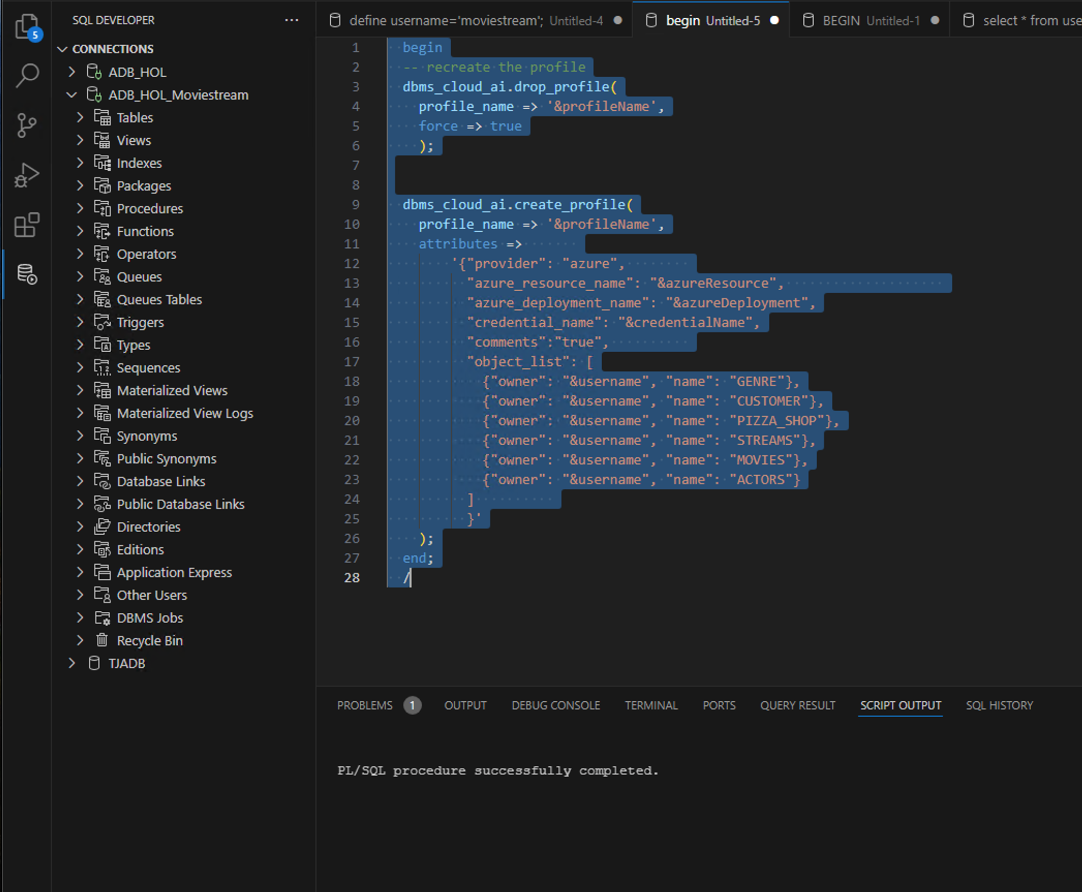 5
SQL DEVELOPER ...
CONNECTIONS
ADB_HOL
ADB_HOL_Moviestream
Tables
Views
Indexes
Packages
Procedures
Functions
Operators
Queues
Queues Tables
Triggers
Types
Sequences
Materialized Views
Materialized View Logs
Synonyms
Public Synonyms
Database Links
Public Database Links
Directories
Editions
Application Express
Other Users
DBMS Jobs
Recycle Bin
TJADB
define username='moviestream'; Untitled-4
begin Untitled-5
BEGIN Untitled-1
select * from use
1 begin
2 -- recreate the profile
3 dbms_cloud_ai.drop_profile(
4 profile_name => '&profileName',
5 force => true
6 );
7
8
9 dbms_cloud_ai.create_profile(
10 profile_name => '&profileName',
11 attributes =>
12 '{"provider": "azure",
13 "azure_resource_name": "&azureResource",
14 "azure_deployment_name": "&azureDeployment",
15 "credential_name": "&credentialName",
16 "comments":"true",
17 "object_list": [
18 {"owner": "&username", "name": "GENRE"},
19 {"owner": "&username", "name": "CUSTOMER"},
20 {"owner": "&username", "name": "PIZZA_SHOP"},
21 {"owner": "&username", "name": "STREAMS"},
22 {"owner": "&username", "name": "MOVIES"},
23 {"owner": "&username", "name": "ACTORS"}
24 ]
25 }'
26 );
27 end;
28 /
PROBLEMS 1 OUTPUT DEBUG CONSOLE TERMINAL PORTS QUERY RESULT SCRIPT OUTPUT SQL HISTORY
PL/SQL procedure successfully completed.